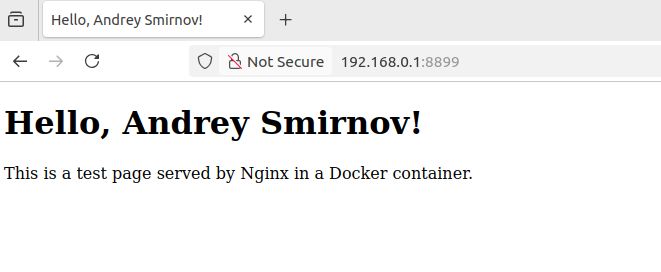 Hello, Andrey Smirnov!
Not Secure 192.168.0.1:8899
Hello, Andrey Smirnov!
This is a test page served by Nginx in a Docker container.